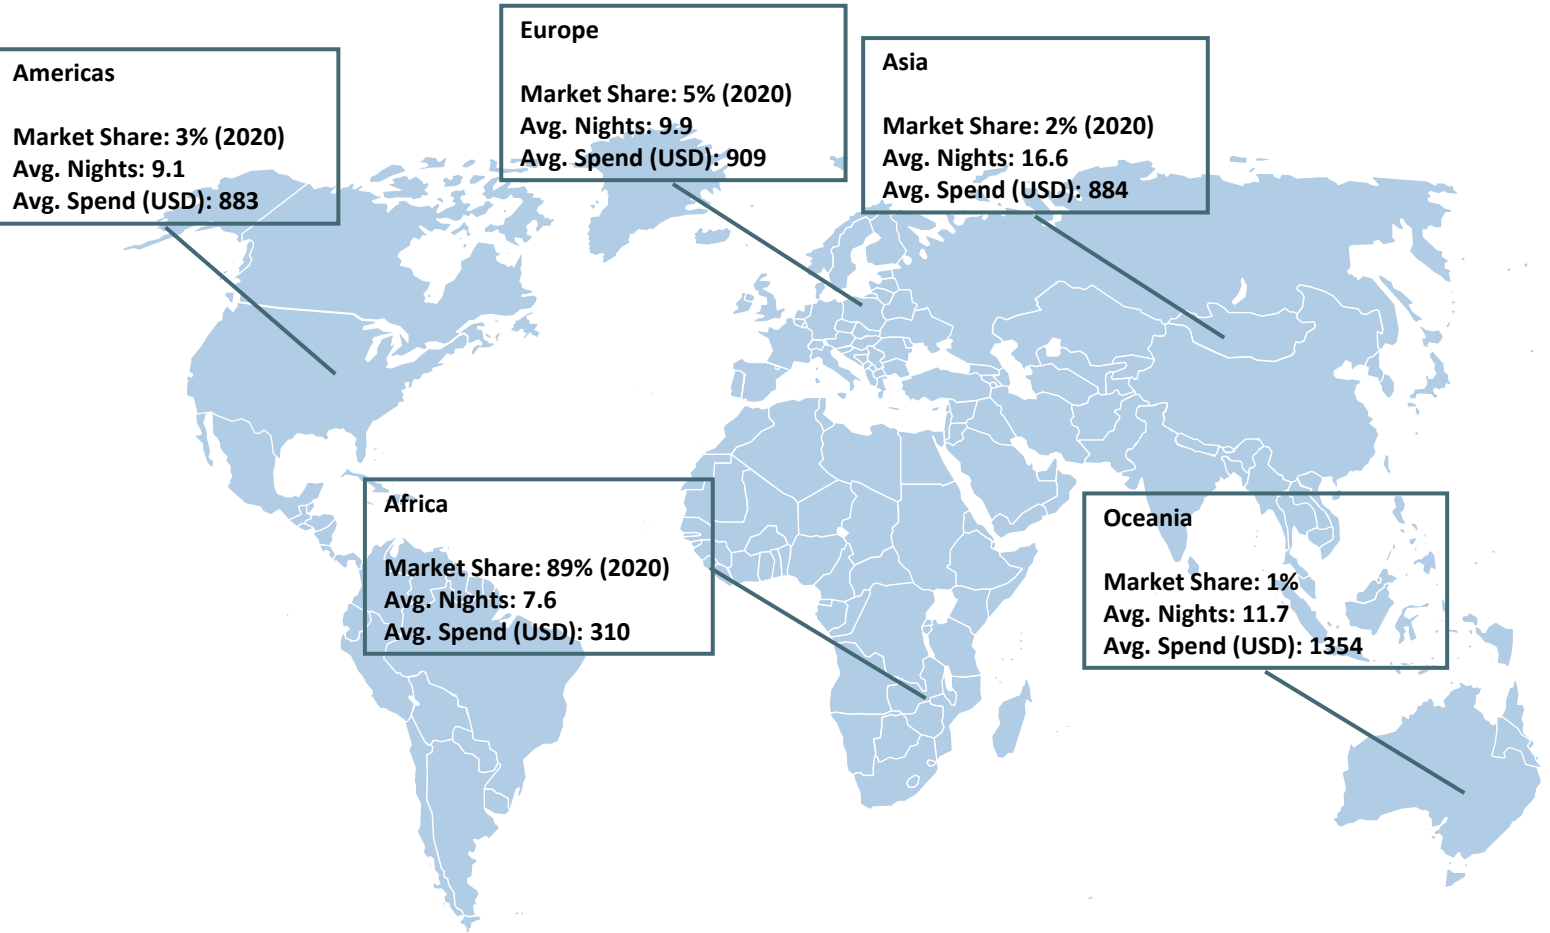 Americas
Market Share: 3% (2020)
Avg. Nights: 9.1
Avg. Spend (USD): 883
Europe
Market Share: 5% (2020)
Avg. Nights: 9.9
Avg. Spend (USD): 909
Asia
Market Share: 2% (2020)
Avg. Nights: 16.6
Avg. Spend (USD): 884
Africa
Market Share: 89% (2020)
Avg. Nights: 7.6
Avg. Spend (USD): 310
Oceania
Market Share: 1%
Avg. Nights: 11.7
Avg. Spend (USD): 1354